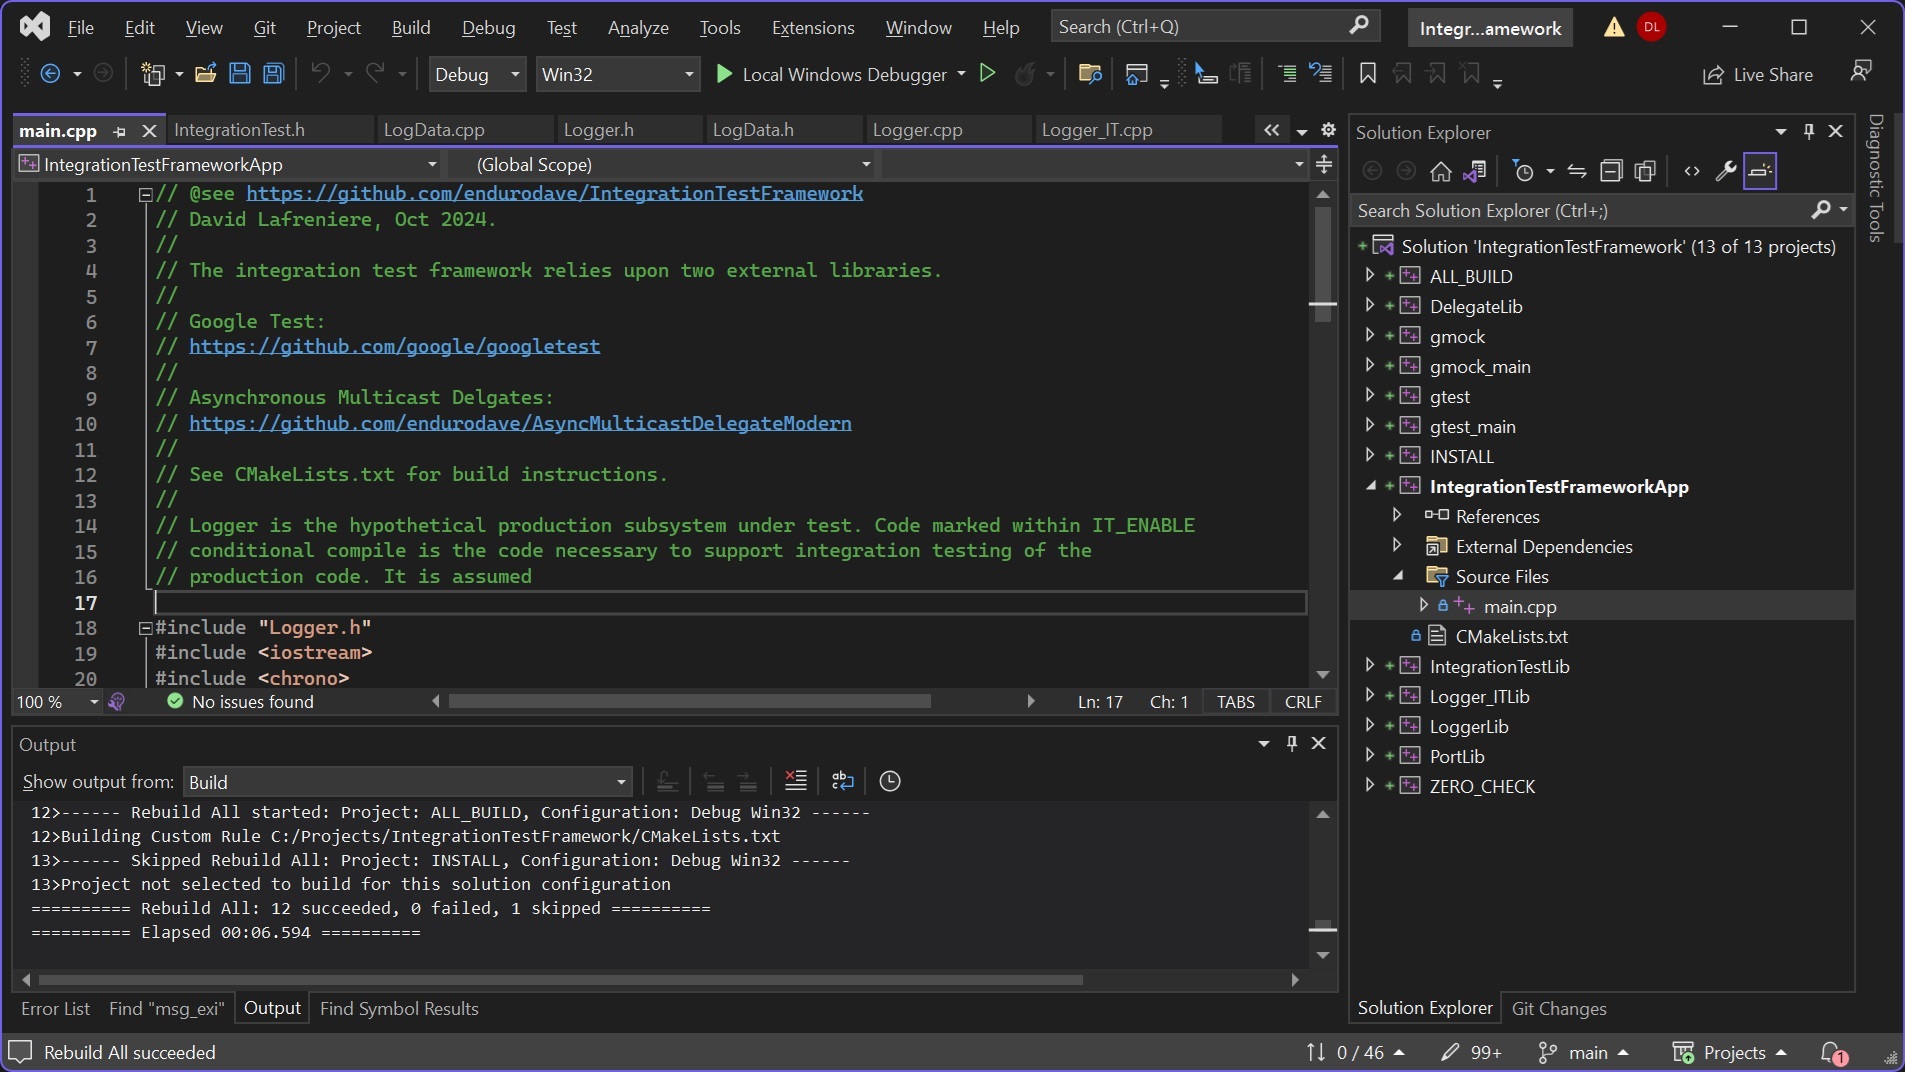 File Edit View Git Project Build Debug Test Analyze Tools Extensions Window Help Search (Ctrl+Q) Integr...amework DL
Debug Win32 Local Windows Debugger Live Share
main.cpp IntegrationTest.h LogData.cpp Logger.h LogData.h Logger.cpp Logger_IT.cpp
IntegrationTestFrameworkApp (Global Scope)
1 // @see https://github.com/endurodave/IntegrationTestFramework
2 // David Lafreniere, Oct 2024.
3 //
4 // The integration test framework relies upon two external libraries.
5 //
6 // Google Test:
7 // https://github.com/google/googletest
8 //
9 // Asynchronous Multicast Delgates:
10 // https://github.com/endurodave/AsyncMulticastDelegateModern
11 //
12 // See CMakeLists.txt for build instructions.
13 //
14 // Logger is the hypothetical production subsystem under test. Code marked within IT_ENABLE
15 // conditional compile is the code necessary to support integration testing of the
16 // production code. It is assumed
17
18 #include "Logger.h"
19 #include <iostream>
20 #include <chrono>
100 % No issues found Ln: 17 Ch: 1 TABS CRLF
Output
Show output from: Build
12>------ Rebuild All started: Project: ALL_BUILD, Configuration: Debug Win32 ------
12>Building Custom Rule C:/Projects/IntegrationTestFramework/CMakeLists.txt
13>------ Skipped Rebuild All: Project: INSTALL, Configuration: Debug Win32 ------
13>Project not selected to build for this solution configuration
========== Rebuild All: 12 succeeded, 0 failed, 1 skipped ==========
========== Elapsed 00:06.594 ==========
Error List Find "msg_exi" Output Find Symbol Results
Solution Explorer
Search Solution Explorer (Ctrl+;)
Solution 'IntegrationTestFramework' (13 of 13 projects)
ALL_BUILD
DelegateLib
gmock
gmock_main
gtest
gtest_main
INSTALL
IntegrationTestFrameworkApp
References
External Dependencies
Source Files
main.cpp
CMakeLists.txt
IntegrationTestLib
Logger_ITLib
LoggerLib
PortLib
ZERO_CHECK
Solution Explorer Git Changes
Diagnostic Tools
Rebuild All succeeded 0 / 46 99+ main Projects 1